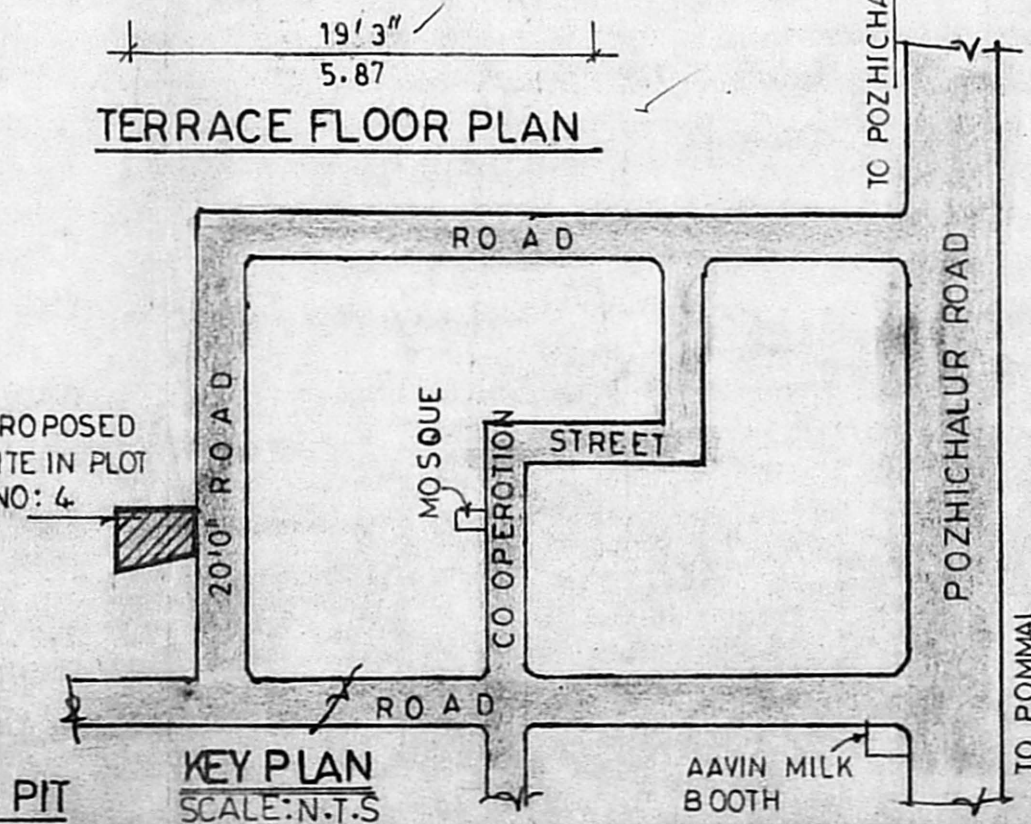 19'3"
5.87
TERRACE FLOOR PLAN
TO POZHICHA
ROAD
POZHICHALUR ROAD
20'0" ROAD
MOSQUE
STREET
CO OPEROTION
ROPOSED
ITE IN PLOT
NO: 4
ROAD
TO POMMAL
KEY PLAN
SCALE: N.T.S
AAVIN MILK
BOOTH
PIT